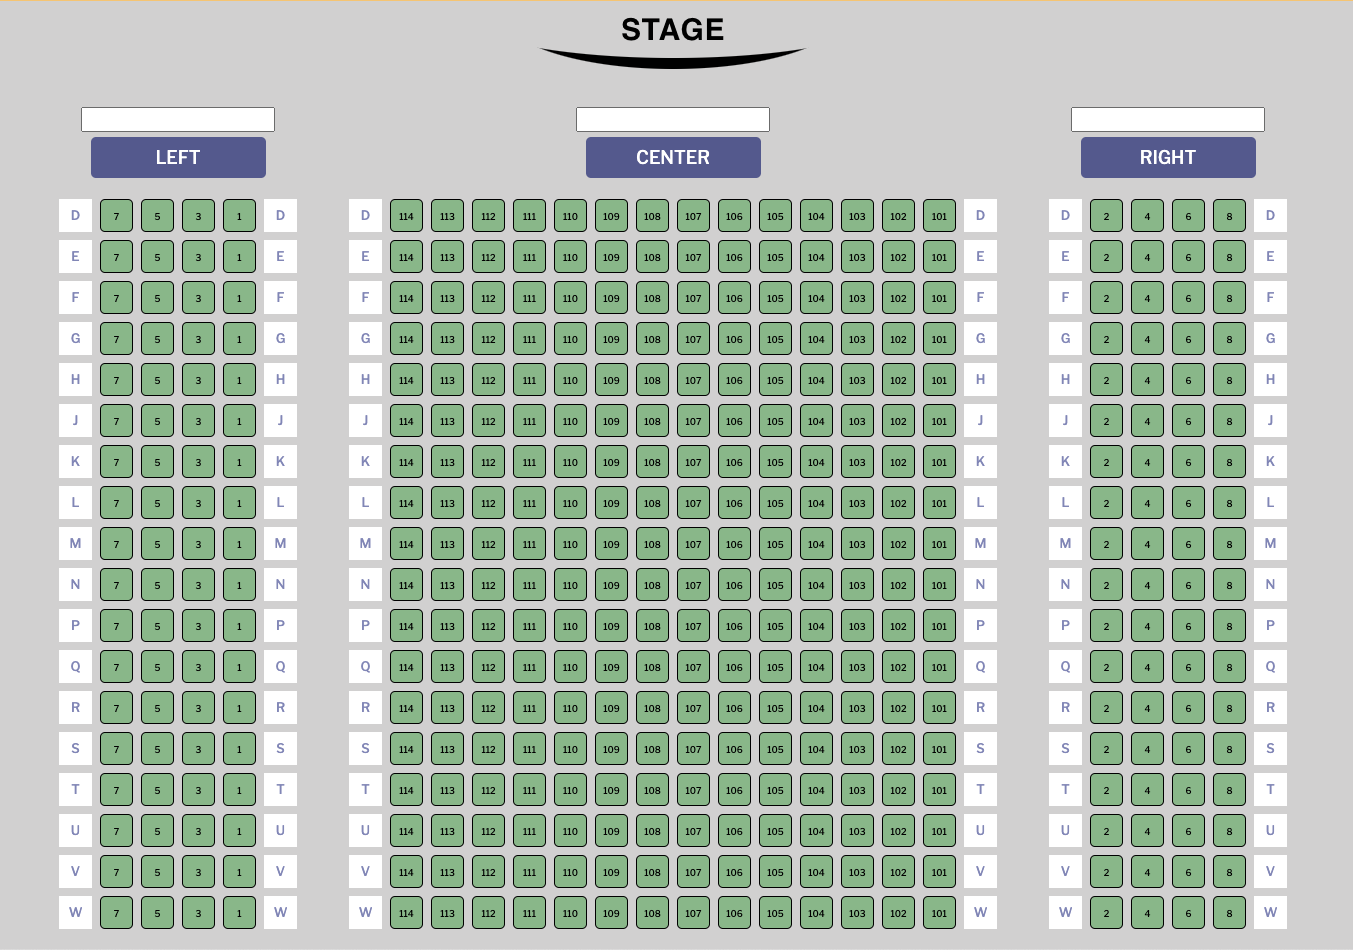 STAGE
LEFT CENTER RIGHT
D 7 5 3 1 D D 114 113 112 111 110 109 108 107 106 105 104 103 102 101 D D 2 4 6 8 D
E 7 5 3 1 E E 114 113 112 111 110 109 108 107 106 105 104 103 102 101 E E 2 4 6 8 E
F 7 5 3 1 F F 114 113 112 111 110 109 108 107 106 105 104 103 102 101 F F 2 4 6 8 F
G 7 5 3 1 G G 114 113 112 111 110 109 108 107 106 105 104 103 102 101 G G 2 4 6 8 G
H 7 5 3 1 H H 114 113 112 111 110 109 108 107 106 105 104 103 102 101 H H 2 4 6 8 H
J 7 5 3 1 J J 114 113 112 111 110 109 108 107 106 105 104 103 102 101 J J 2 4 6 8 J
K 7 5 3 1 K K 114 113 112 111 110 109 108 107 106 105 104 103 102 101 K K 2 4 6 8 K
L 7 5 3 1 L L 114 113 112 111 110 109 108 107 106 105 104 103 102 101 L L 2 4 6 8 L
M 7 5 3 1 M M 114 113 112 111 110 109 108 107 106 105 104 103 102 101 M M 2 4 6 8 M
N 7 5 3 1 N N 114 113 112 111 110 109 108 107 106 105 104 103 102 101 N N 2 4 6 8 N
P 7 5 3 1 P P 114 113 112 111 110 109 108 107 106 105 104 103 102 101 P P 2 4 6 8 P
Q 7 5 3 1 Q Q 114 113 112 111 110 109 108 107 106 105 104 103 102 101 Q Q 2 4 6 8 Q
R 7 5 3 1 R R 114 113 112 111 110 109 108 107 106 105 104 103 102 101 R R 2 4 6 8 R
S 7 5 3 1 S S 114 113 112 111 110 109 108 107 106 105 104 103 102 101 S S 2 4 6 8 S
T 7 5 3 1 T T 114 113 112 111 110 109 108 107 106 105 104 103 102 101 T T 2 4 6 8 T
U 7 5 3 1 U U 114 113 112 111 110 109 108 107 106 105 104 103 102 101 U U 2 4 6 8 U
V 7 5 3 1 V V 114 113 112 111 110 109 108 107 106 105 104 103 102 101 V V 2 4 6 8 V
W 7 5 3 1 W W 114 113 112 111 110 109 108 107 106 105 104 103 102 101 W W 2 4 6 8 W